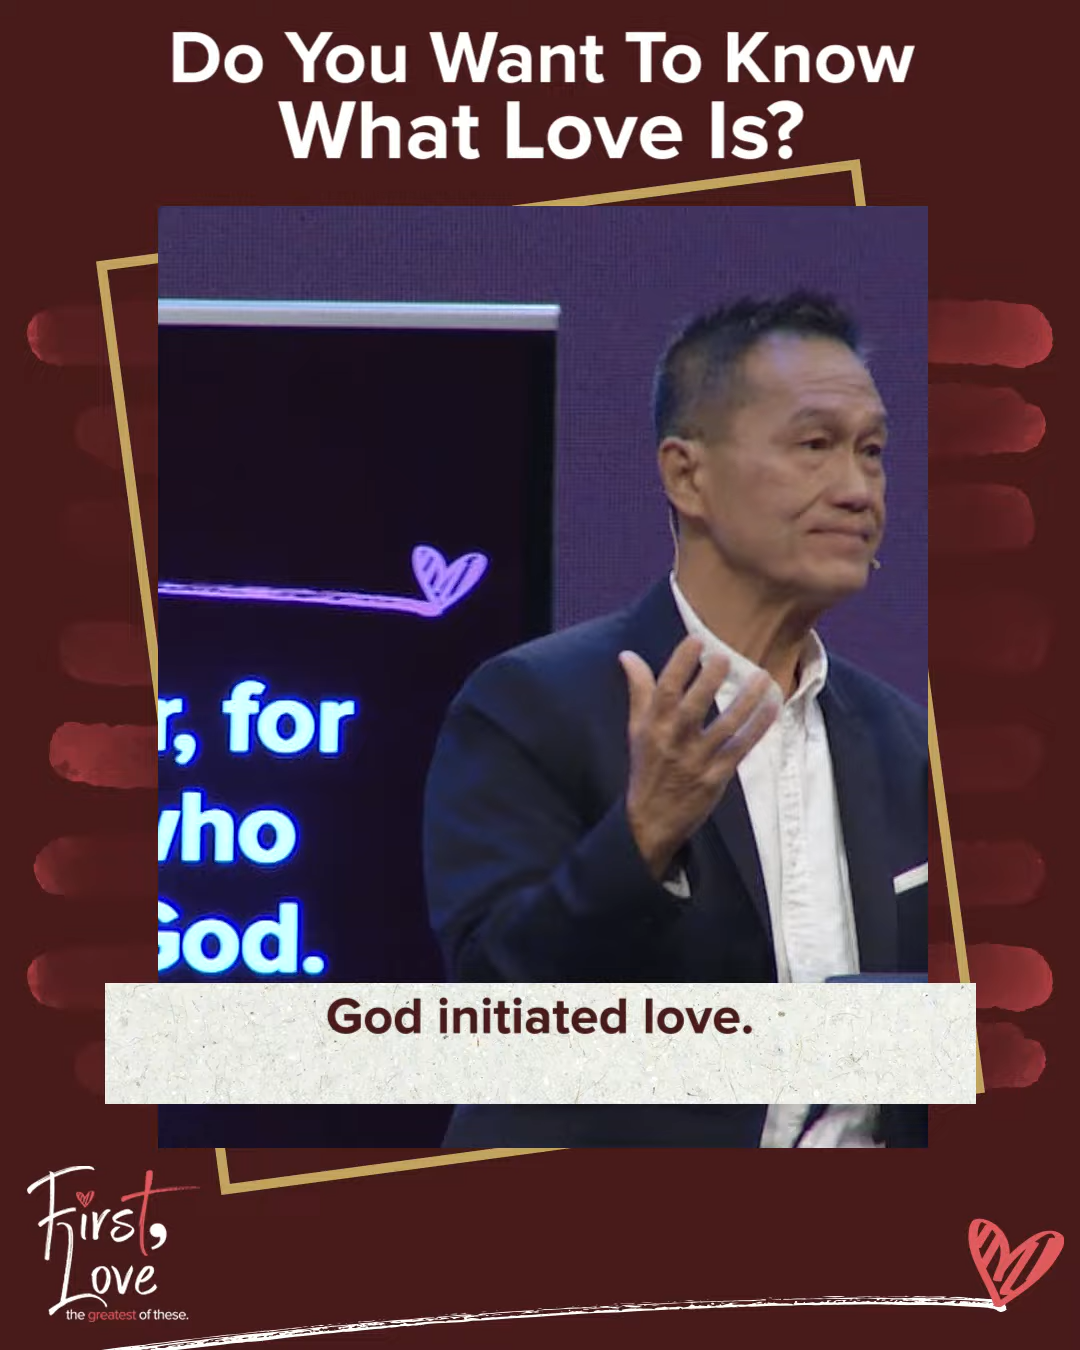 Do You Want To Know
What Love Is?
r, for
who
God.
God initiated love.
First,
Love
the greatest of these.